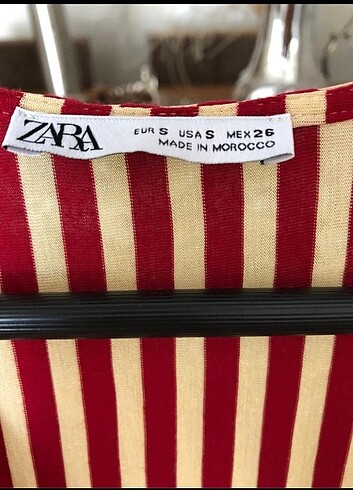 ZARA
EUR S USA S MEX 26
MADE IN MOROCCO